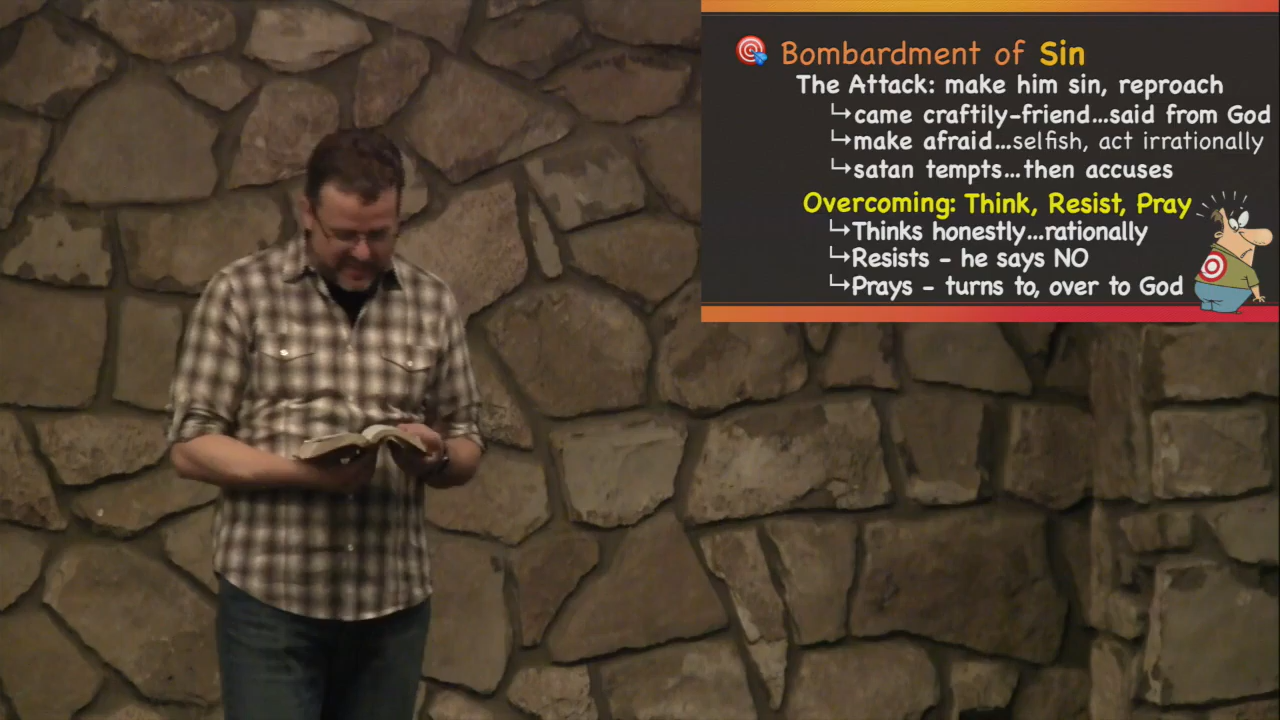 Bombardment of Sin
The Attack: make him sin, reproach
↳came craftily-friend...said from God
↳make afraid...selfish, act irrationally
↳satan tempts...then accuses
Overcoming: Think, Resist, Pray
↳Thinks honestly...rationally
↳Resists - he says NO
↳Prays - turns to, over to God